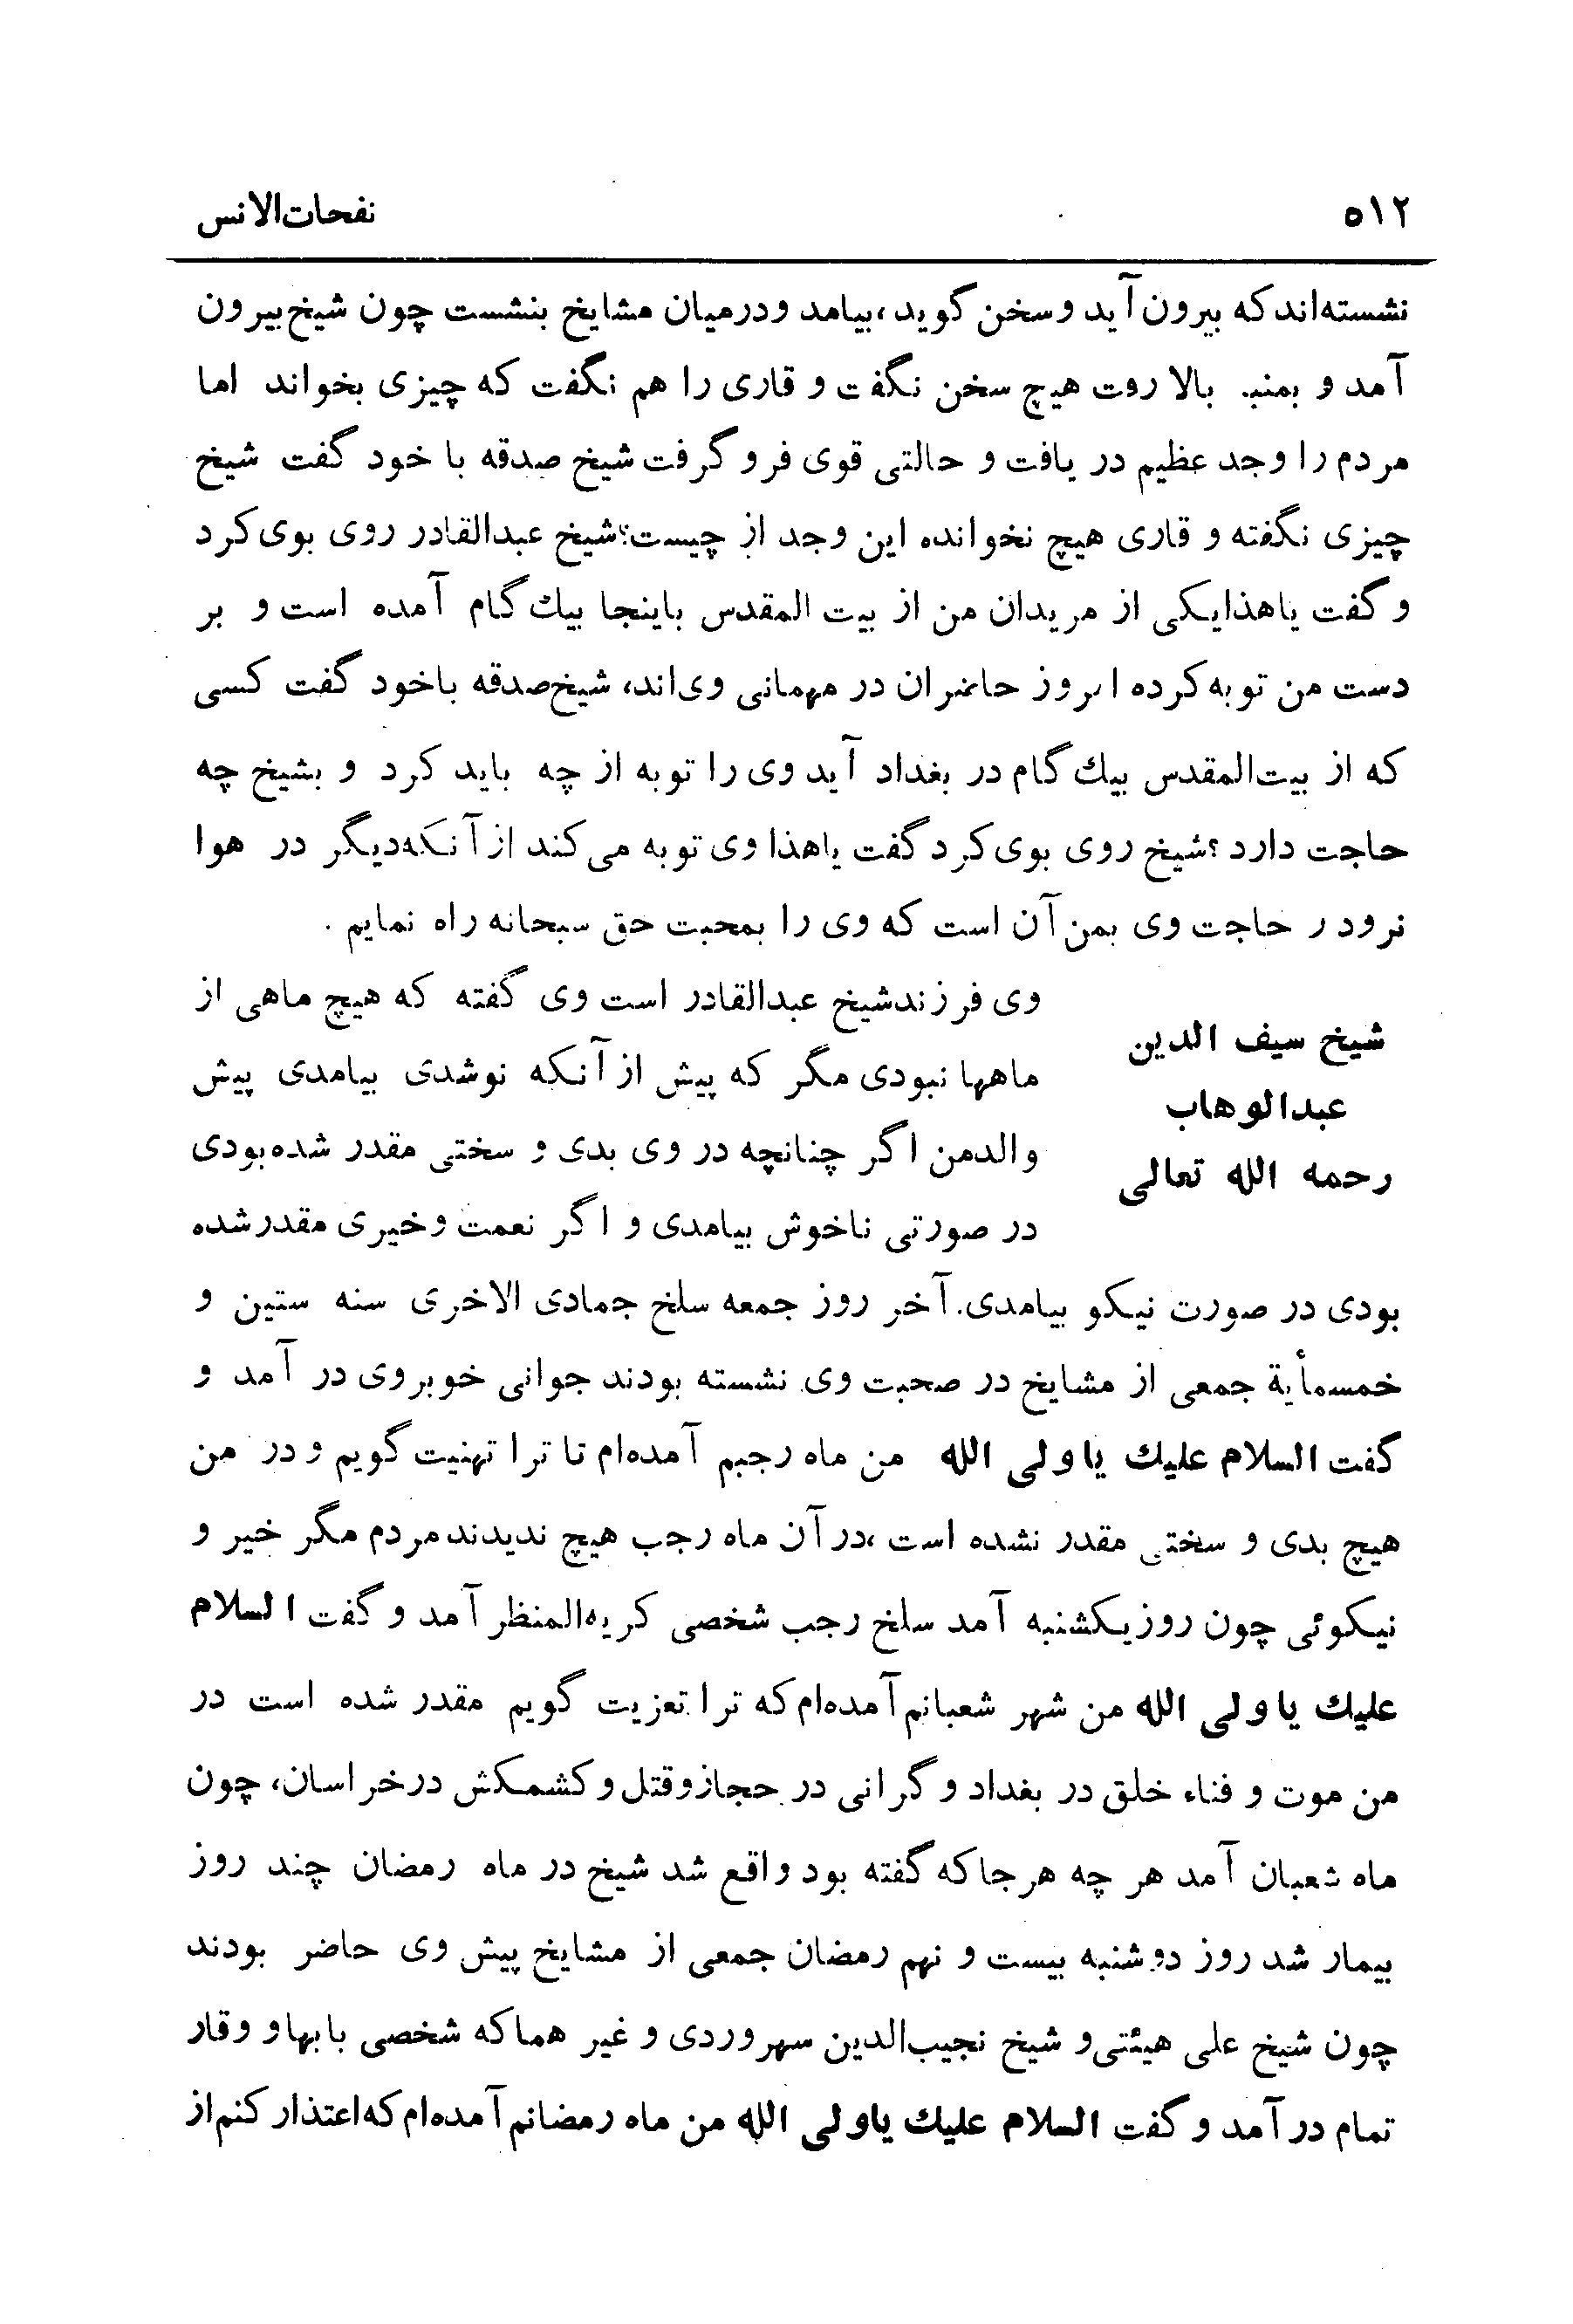 ۵۱۲ نفحات‌الانس
نشسته‌اند که بیرون آید و سخن گوید، بیامد و درمیان مشایخ بنشست چون شیخ بیرون
آمد و بمنبر بالا رفت هیچ سخن نگفت و قاری را هم نگفت که چیزی بخواند اما
مردم را وجد عظیم در یافت و حالتی قوی فرو گرفت شیخ صدقه با خود گفت شیخ
چیزی نگفته و قاری هیچ نخوانده این وجد از چیست؟ شیخ عبدالقادر روی بوی کرد
و گفت یاهذا یکی از مریدان من از بیت المقدس باینجا بیك گام آمده است و بر
دست من توبه کرده امروز حاضران در مهمانی وی‌اند، شیخ صدقه باخود گفت کسی
که از بیت‌المقدس بیك گام در بغداد آید وی را توبه از چه باید کرد و بشیخ چه
حاجت دارد؟ شیخ روی بوی کرد گفت یاهذا وی توبه می کند از آنکه دیگر در هوا
نرود و حاجت وی بمن آن است که وی را بمحبت حق سبحانه راه نمایم .
شیخ سیف الدین
عبدالوهاب
رحمه الله تعالی
وی فرزند شیخ عبدالقادر است وی گفته که هیچ ماهی از
ماهها نبودی مگر که پیش از آنکه نوشدی بیامدی پیش
والدمن اگر چنانچه در وی بدی و سختی مقدر شده بودی
در صورتی ناخوش بیامدی و اگر نعمت و خیری مقدر شده
بودی در صورت نیکو بیامدی. آخر روز جمعه سلخ جمادی الاخری سنه ستین و
خمسمأیة جمعی از مشایخ در صحبت وی نشسته بودند جوانی خوبروی در آمد و
گفت السلام علیك یا ولی الله من ماه رجبم آمده‌ام تا ترا تهنیت گویم و در من
هیچ بدی و سختی مقدر نشده است، در آن ماه رجب هیچ ندیدند مردم مگر خیر و
نیکوئی چون روز یکشنبه آمد سلخ رجب شخصی کریه‌المنظر آمد و گفت السلام
علیك یا ولی الله من شهر شعبانم آمده‌ام که ترا تعزیت گویم مقدر شده است در
من موت و فناء خلق در بغداد و گرانی در حجاز و قتل و کشمکش درخراسان، چون
ماه شعبان آمد هر چه هرجا که گفته بود واقع شد شیخ در ماه رمضان چند روز
بیمار شد روز دوشنبه بیست و نهم رمضان جمعی از مشایخ پیش وی حاضر بودند
چون شیخ علی هیئتی و شیخ نجیب‌الدین سهروردی و غیر هما که شخصی بابها و وقار
تمام در آمد و گفت السلام علیك یاولی الله من ماه رمضانم آمده‌ام که اعتذار کنم از